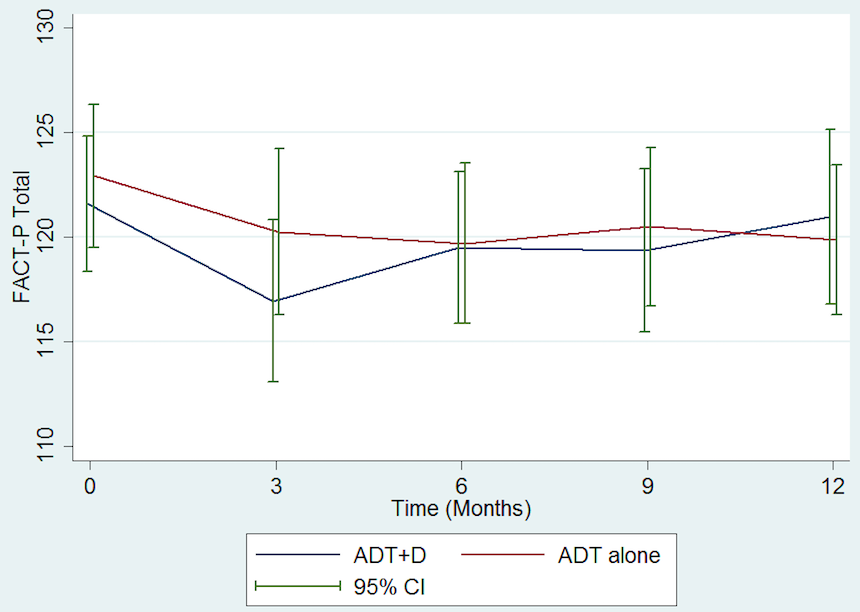 130
125
120
115
110
FACT-P Total
0 3 6 9 12
Time (Months)
ADT+D ADT alone
95% CI